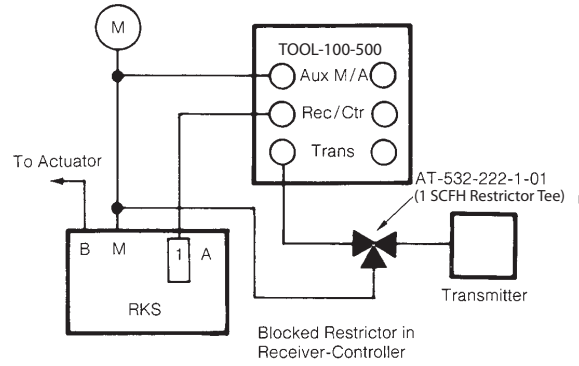 M
TOOL-100-500
Aux M/A
Rec/Ctr
Trans
To Actuator
AT-532-222-1-01
(1 SCFH Restrictor Tee)
B M 1 A
RKS
Transmitter
Blocked Restrictor in
Receiver-Controller